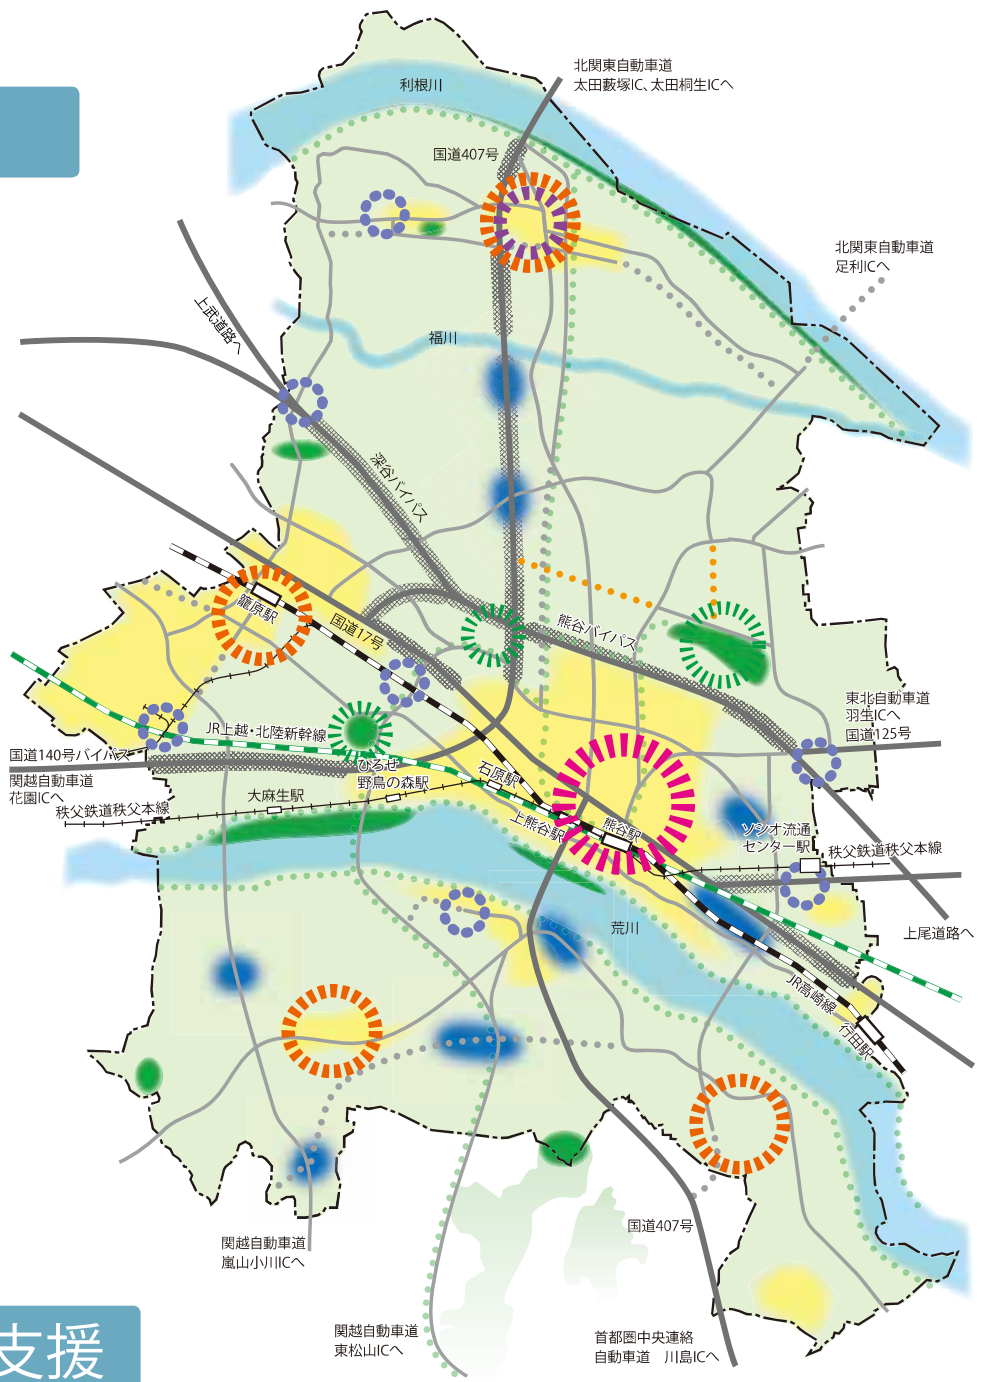 北関東自動車道
太田藪塚IC、太田桐生ICへ
利根川
国道407号
北関東自動車道
足利ICへ
上武道路へ
福川
深谷バイパス
籠原駅
国道17号
熊谷バイパス
東北自動車道
羽生ICへ
国道125号
JR上越・北陸新幹線
国道140号バイパス
関越自動車道
花園ICへ
ひろせ
野鳥の森駅
石原駅
大麻生駅
秩父鉄道秩父本線
上熊谷駅
熊谷駅
ソシオ流通
センター駅
秩父鉄道秩父本線
荒川
上尾道路へ
JR高崎線
行田駅
国道407号
関越自動車道
嵐山小川ICへ
関越自動車道
東松山ICへ
首都圏中央連絡
自動車道　川島ICへ
支援